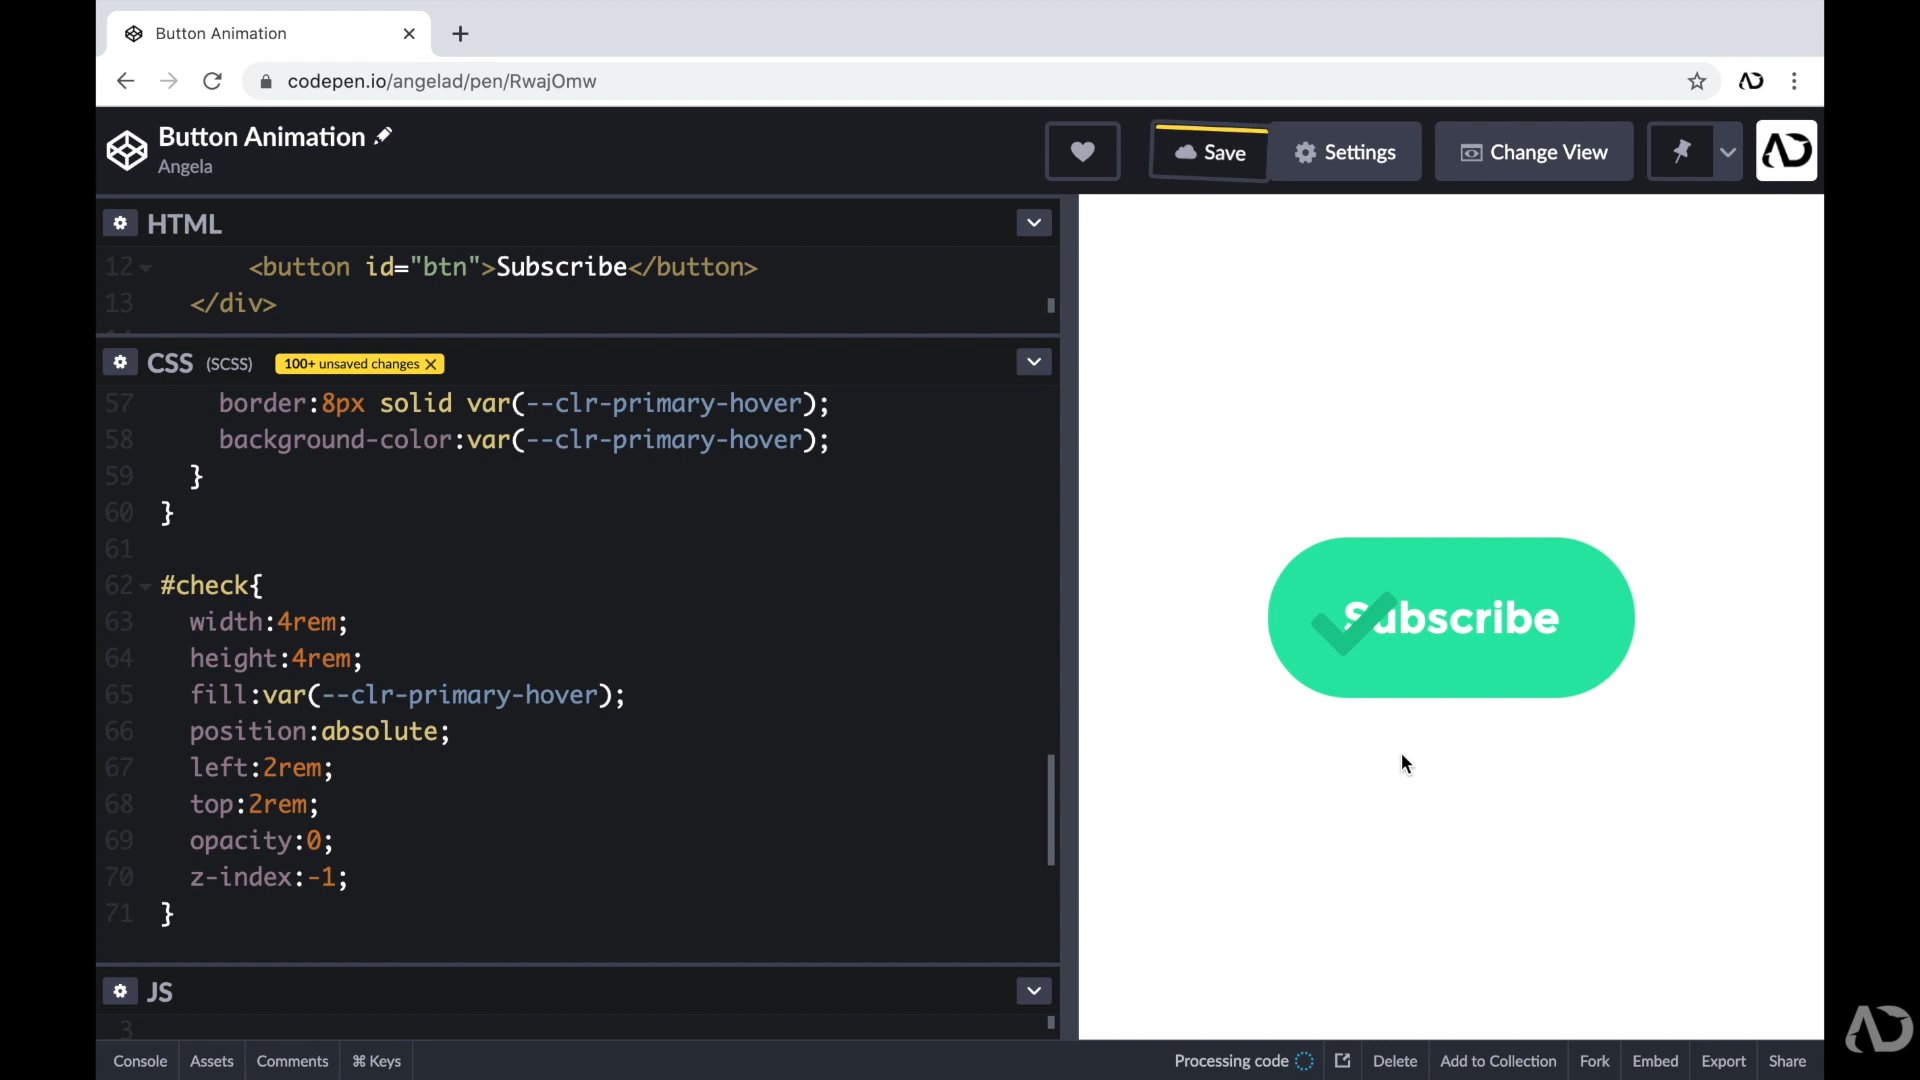 Button Animation
codepen.io/angelad/pen/RwajOmw
Button Animation
Angela
Save
Settings
Change View
HTML
12 <button id="btn">Subscribe</button>
13 </div>
CSS (SCSS) 100+ unsaved changes
57 border:8px solid var(--clr-primary-hover);
58 background-color:var(--clr-primary-hover);
59 }
60 }
61
62 #check{
63 width:4rem;
64 height:4rem;
65 fill:var(--clr-primary-hover);
66 position:absolute;
67 left:2rem;
68 top:2rem;
69 opacity:0;
70 z-index:-1;
71 }
Subscribe
JS
3
Console Assets Comments ⌘ Keys
Processing code Delete Add to Collection Fork Embed Export Share